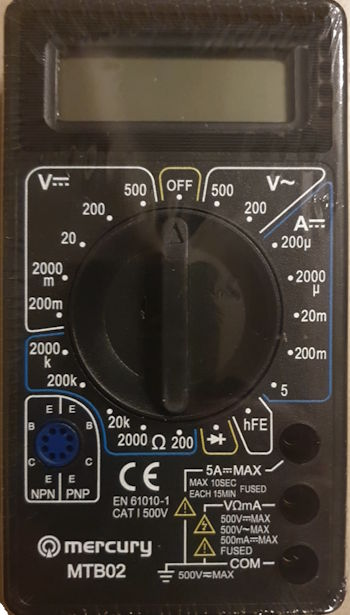 V⎓
OFF
V~
500
500
200
200
A⎓
20
200µ
2000
m
2000
µ
200m
20m
2000
k
200m
200k
5
20k
2000
Ω
200
hFE
E E
B B
C C
E E
NPN PNP
CE
EN 61010-1
CAT I 500V
5A⎓MAX
MAX 10SEC
EACH 15MIN
FUSED
VΩmA
500V⎓MAX
500V~MAX
500mA⎓MAX
FUSED
COM
500V≂MAX
mercury
MTB02